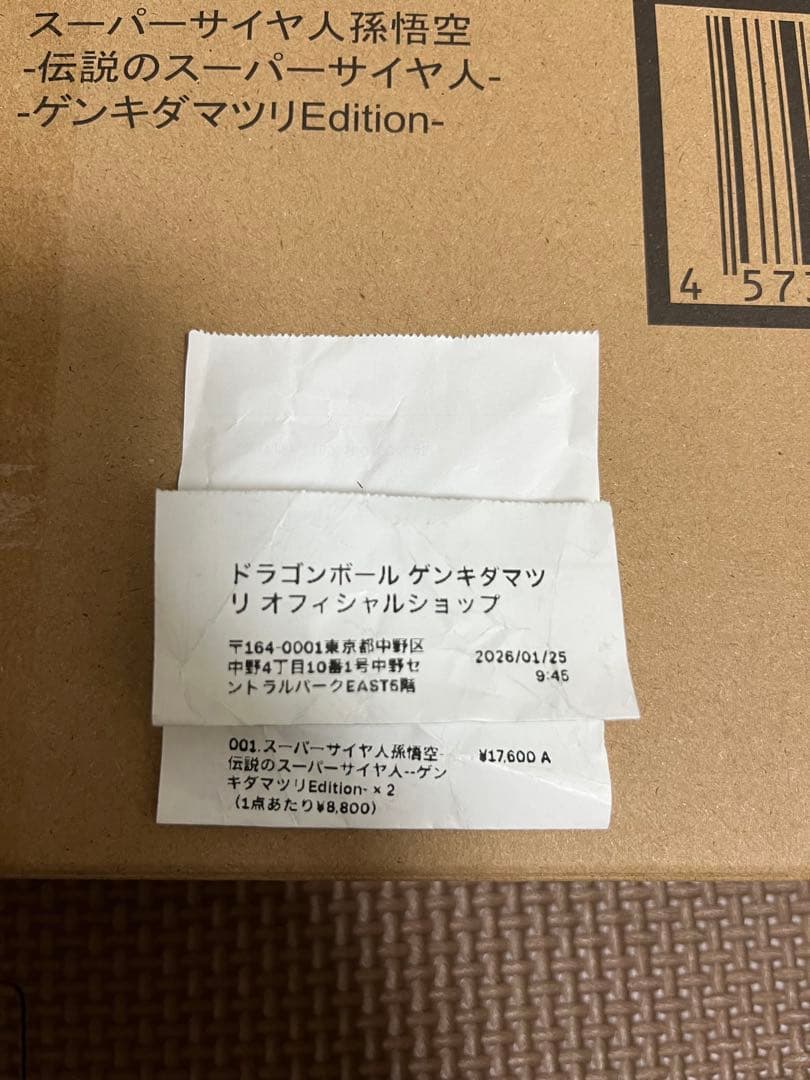 スーパーサイヤ人孫悟空
-伝説のスーパーサイヤ人-
-ゲンキダマツリEdition-
4 57
ドラゴンボール ゲンキダマツ
リ オフィシャルショップ
〒164-0001東京都中野区
中野4丁目10番1号中野セ
ントラルパークEAST5階
2026/01/25
9:45
001.スーパーサイヤ人孫悟空-
伝説のスーパーサイヤ人--ゲン
キダマツリEdition- × 2
（1点あたり¥8,800）
¥17,600 A